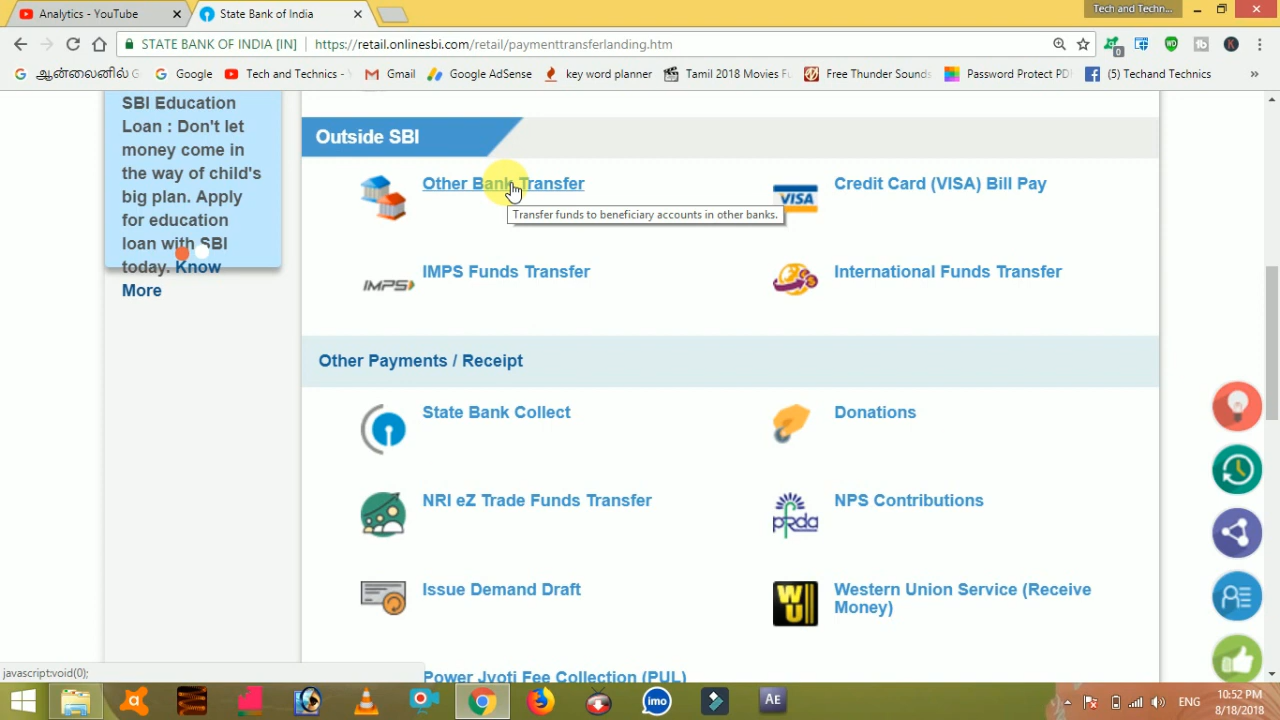 Analytics - YouTube
State Bank of India
Tech and Techn...
STATE BANK OF INDIA [IN]
https://retail.onlinesbi.com/retail/paymenttransferlanding.htm
ஆன்லைனில் G
Google
Tech and Technics -
Gmail
Google AdSense
key word planner
Tamil 2018 Movies Fu
Free Thunder Sounds
Password Protect PDF
(5) Techand Technics
»
SBI Education
Loan : Don't let
money come in
the way of child's
big plan. Apply
for education
loan with SBI
today. Know
More
Outside SBI
Other Bank Transfer
VISA
Credit Card (VISA) Bill Pay
Transfer funds to beneficiary accounts in other banks.
IMPS
IMPS Funds Transfer
International Funds Transfer
Other Payments / Receipt
State Bank Collect
Donations
NRI eZ Trade Funds Transfer
prda
NPS Contributions
Issue Demand Draft
WU
Western Union Service (Receive
Money)
Power Jyoti Fee Collection (PUL)
javascript:void(0);
imo
AE
ENG
10:52 PM
8/18/2018